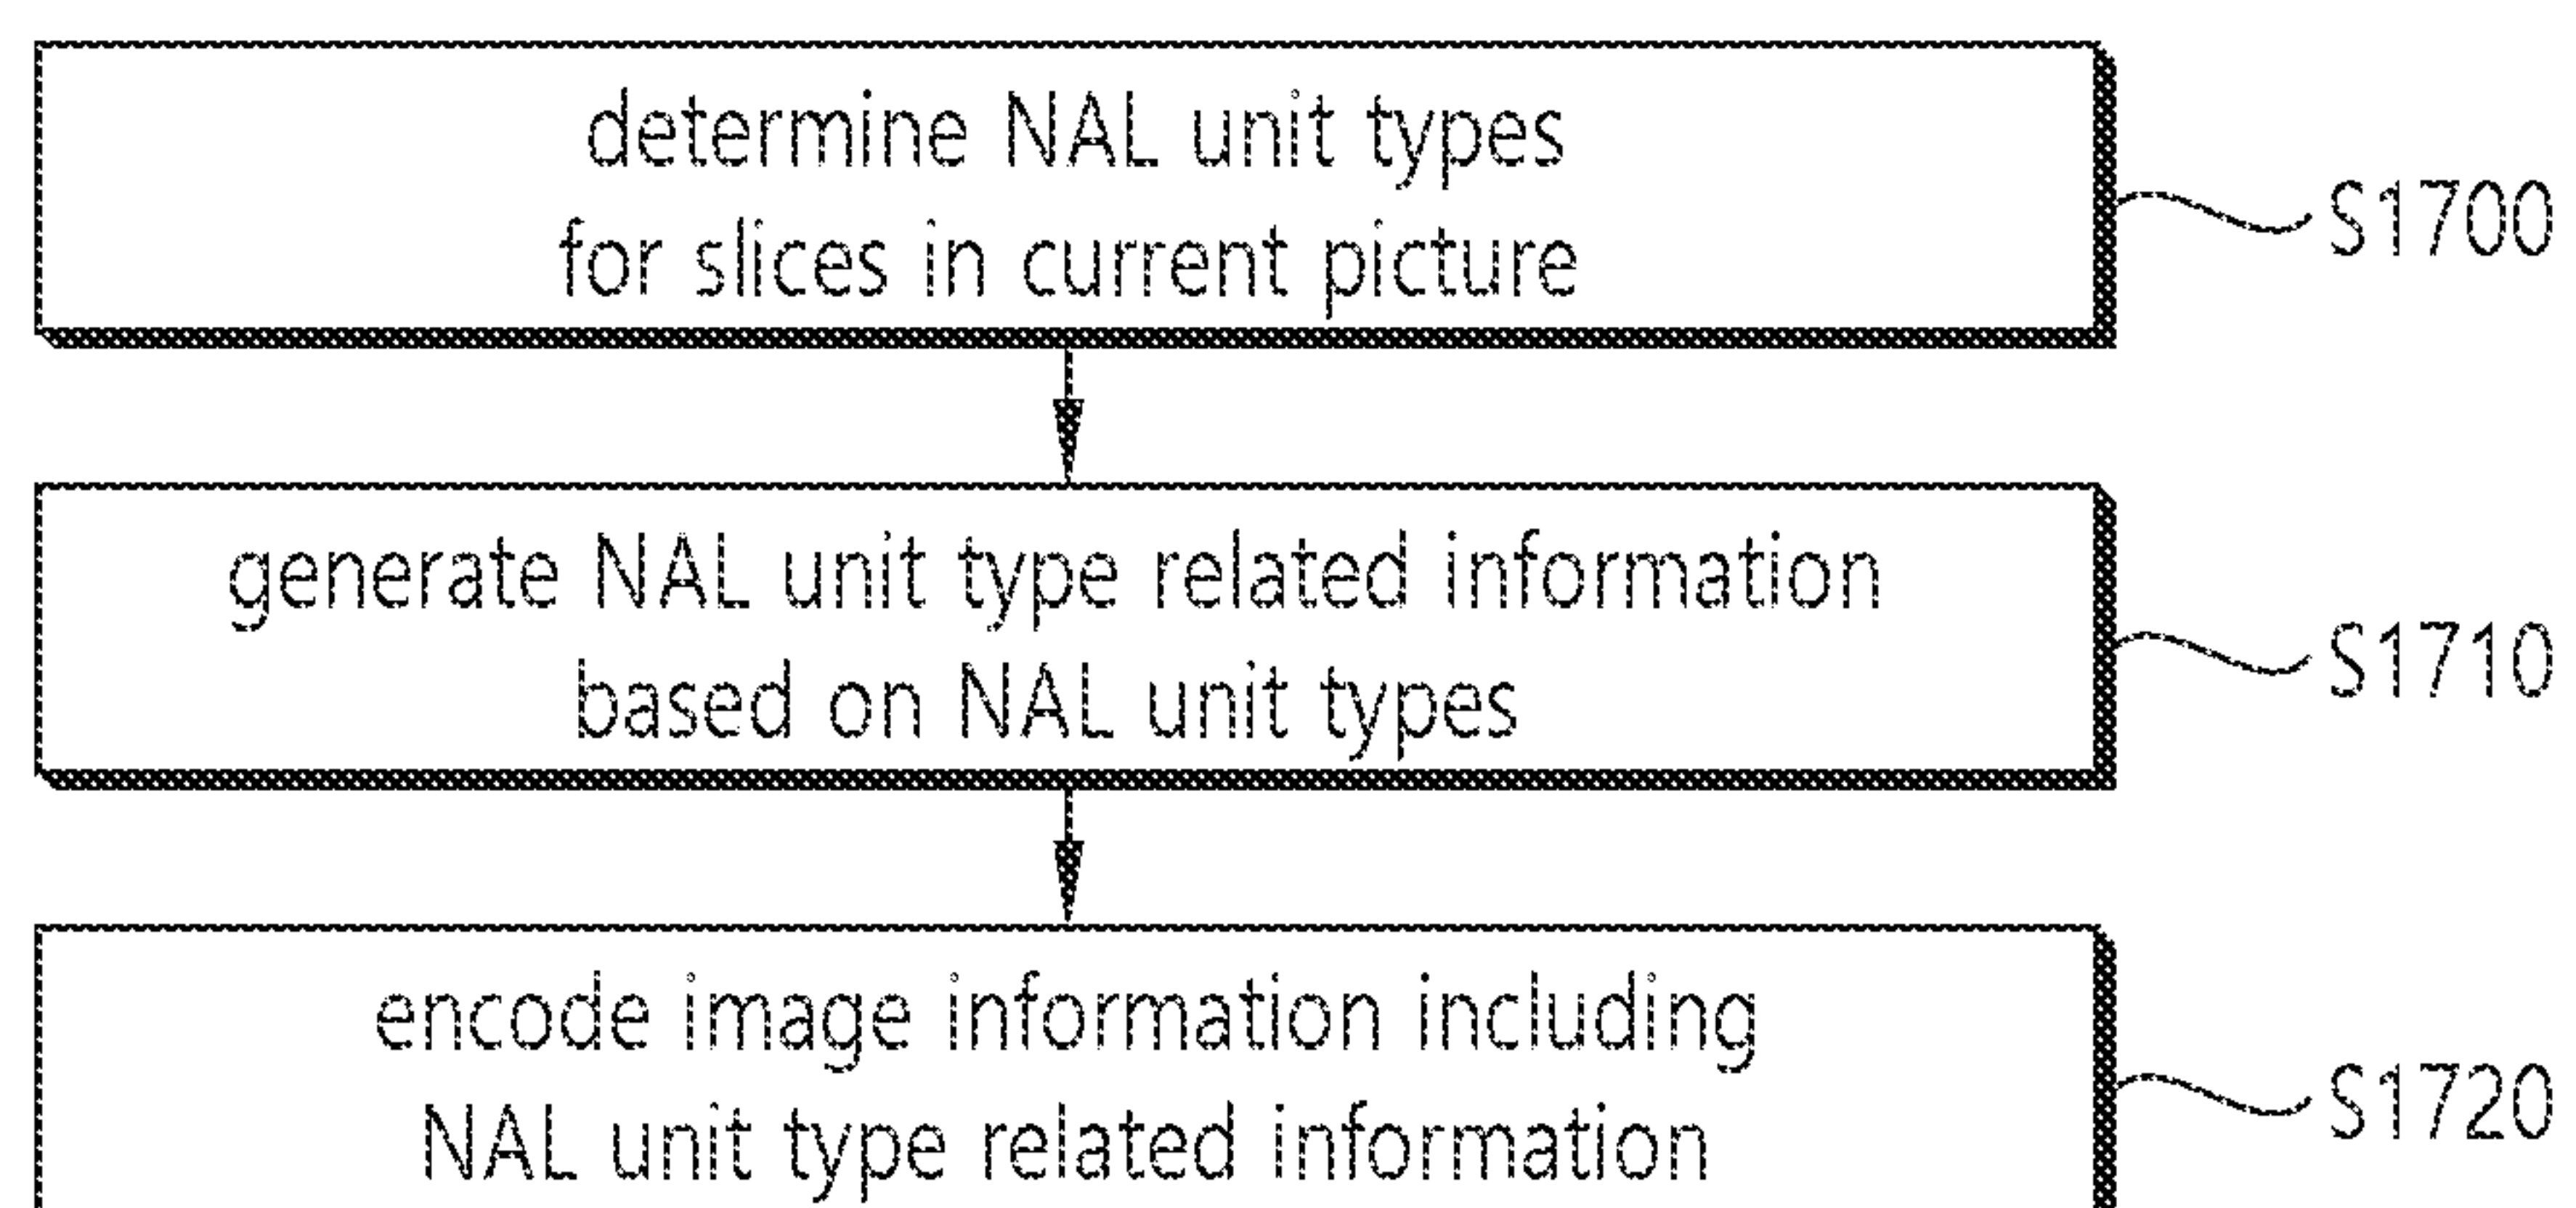 determine NAL unit types
for slices in current picture
S1700
generate NAL unit type related information
based on NAL unit types
S1710
encode image information including
NAL unit type related information
S1720